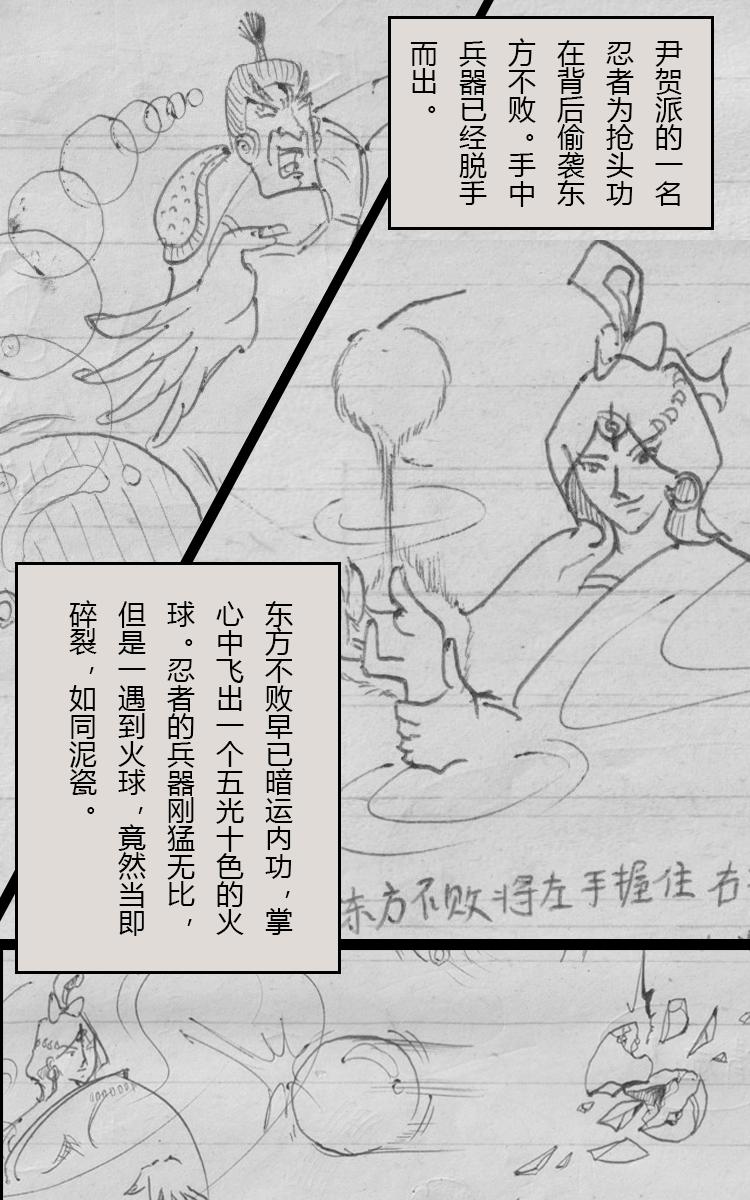 尹贺派的一名
忍者为抢头功
在背后偷袭东
方不败。手中
兵器已经脱手
而出。
东方不败早已暗运内功，掌
心中飞出一个五光十色的火
球。忍者的兵器刚猛无比，
但是一遇到火球，竟然当即
碎裂，如同泥瓷。
东方不败将左手握住右